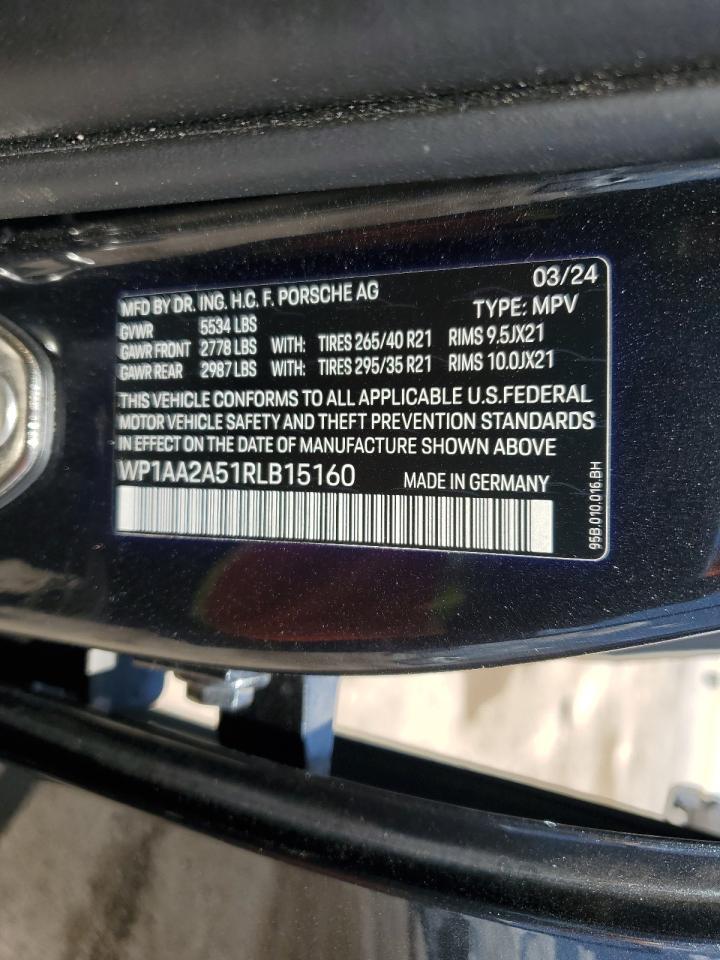 03/24
MFD BY DR. ING. H.C. F. PORSCHE AG TYPE: MPV
GVWR 5534 LBS
GAWR FRONT 2778 LBS WITH: TIRES 265/40 R21 RIMS 9.5JX21
GAWR REAR 2987 LBS WITH: TIRES 295/35 R21 RIMS 10.0JX21
THIS VEHICLE CONFORMS TO ALL APPLICABLE U.S.FEDERAL
MOTOR VEHICLE SAFETY AND THEFT PREVENTION STANDARDS
IN EFFECT ON THE DATE OF MANUFACTURE SHOWN ABOVE
WP1AA2A51RLB15160 MADE IN GERMANY
95B.010.016.BH